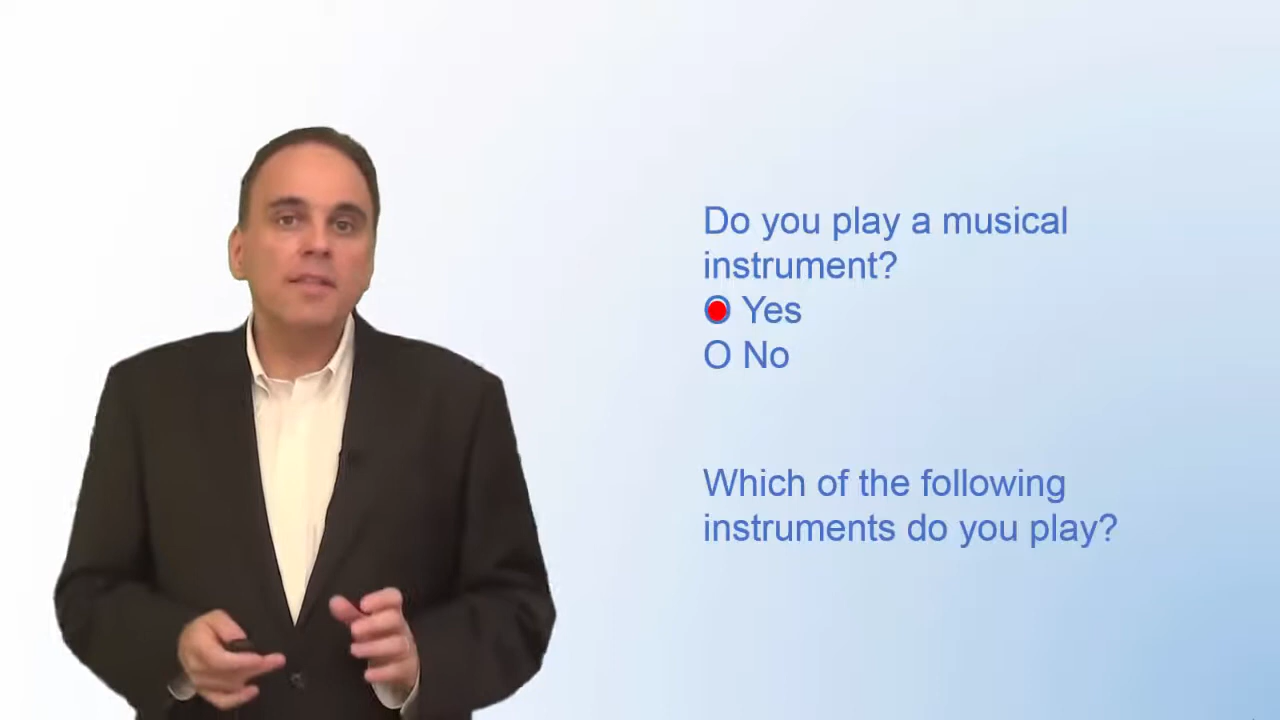 Do you play a musical
instrument?
O Yes
O No
Which of the following
instruments do you play?